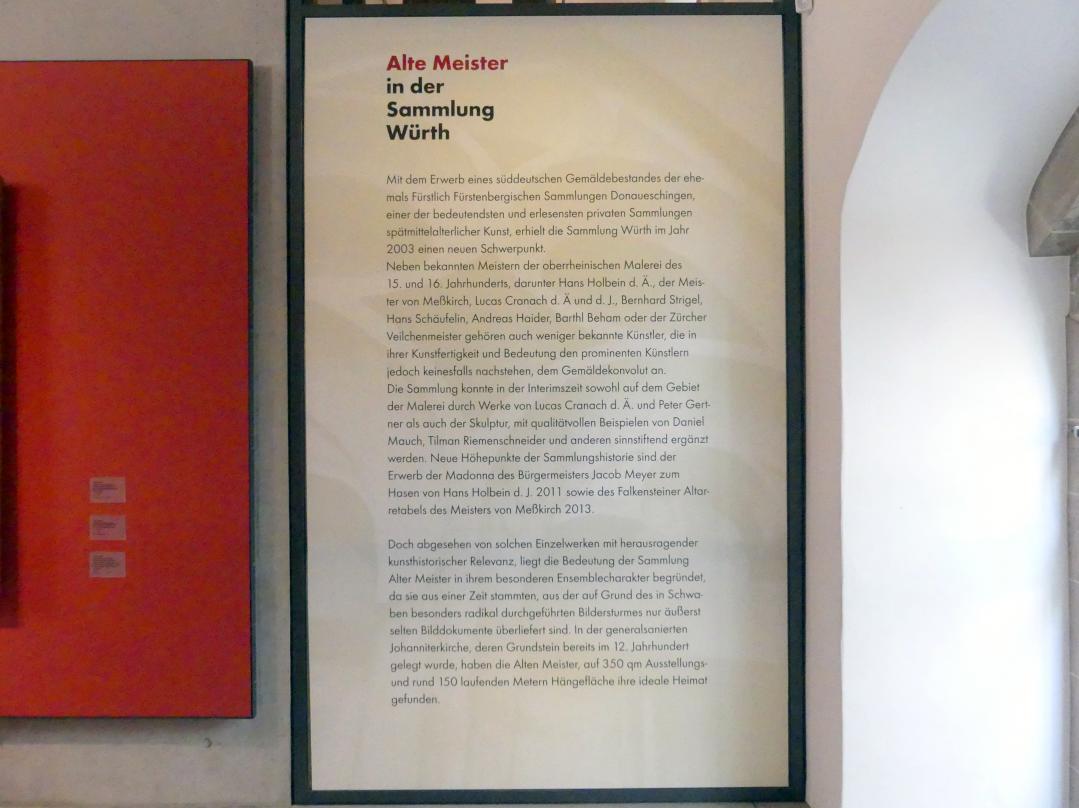 Alte Meister
in der
Sammlung
Würth
Mit dem Erwerb eines süddeutschen Gemäldebestandes der ehe-
mals Fürstlich Fürstenbergischen Sammlungen Donaueschingen,
einer der bedeutendsten und erlesensten privaten Sammlungen
spätmittelalterlicher Kunst, erhielt die Sammlung Würth im Jahr
2003 einen neuen Schwerpunkt.
Neben bekannten Meistern der oberrheinischen Malerei des
15. und 16. Jahrhunderts, darunter Hans Holbein d. Ä., der Meis-
ter von Meßkirch, Lucas Cranach d. Ä und d. J., Bernhard Strigel,
Hans Schäufelin, Andreas Haider, Barthl Beham oder der Zürcher
Veilchenmeister gehören auch weniger bekannte Künstler, die in
ihrer Kunstfertigkeit und Bedeutung den prominenten Künstlern
jedoch keinesfalls nachstehen, dem Gemäldekonvolut an.
Die Sammlung konnte in der Interimszeit sowohl auf dem Gebiet
der Malerei durch Werke von Lucas Cranach d. Ä. und Peter Gert-
ner als auch der Skulptur, mit qualitätvollen Beispielen von Daniel
Mauch, Tilman Riemenschneider und anderen sinnstiftend ergänzt
werden. Neue Höhepunkte der Sammlungshistorie sind der
Erwerb der Madonna des Bürgermeisters Jacob Meyer zum
Hasen von Hans Holbein d. J. 2011 sowie des Falkensteiner Altar-
retabels des Meisters von Meßkirch 2013.
Doch abgesehen von solchen Einzelwerken mit herausragender
kunsthistorischer Relevanz, liegt die Bedeutung der Sammlung
Alter Meister in ihrem besonderen Ensemblecharakter begründet,
da sie aus einer Zeit stammten, aus der auf Grund des in Schwa-
ben besonders radikal durchgeführten Bildersturmes nur äußerst
selten Bilddokumente überliefert sind. In der generalsanierten
Johanniterkirche, deren Grundstein bereits im 12. Jahrhundert
gelegt wurde, haben die Alten Meister, auf 350 qm Ausstellungs-
und rund 150 laufenden Metern Hängefläche ihre ideale Heimat
gefunden.